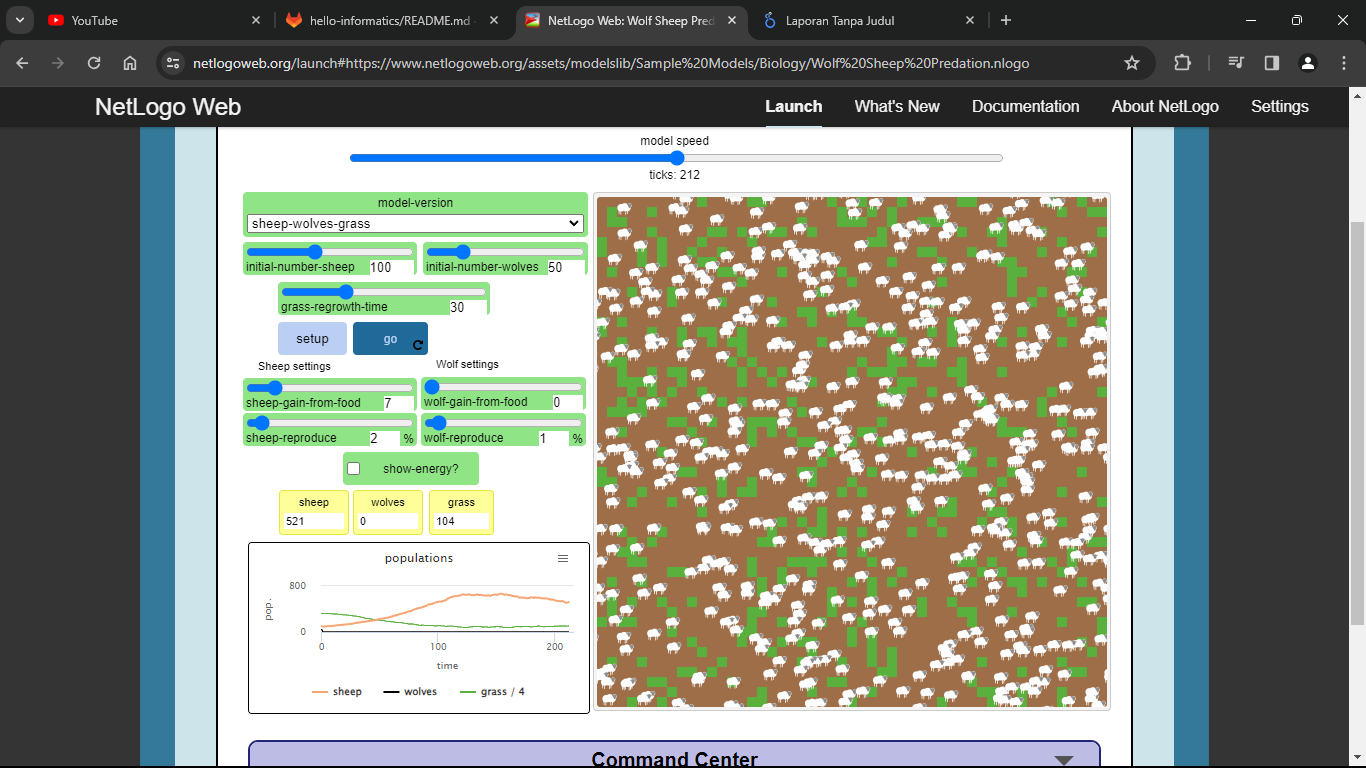 YouTube
hello-informatics/README.md
NetLogo Web: Wolf Sheep Pred
Laporan Tanpa Judul
netlogoweb.org/launch#https://www.netlogoweb.org/assets/modelslib/Sample%20Models/Biology/Wolf%20Sheep%20Predation.nlogo
NetLogo Web
Launch What's New Documentation About NetLogo Settings
model speed
ticks: 212
model-version
sheep-wolves-grass
initial-number-sheep 100 initial-number-wolves 50
grass-regrowth-time 30
setup go
Sheep settings Wolf settings
sheep-gain-from-food 7 wolf-gain-from-food 0
sheep-reproduce 2 % wolf-reproduce 1 %
show-energy?
sheep wolves grass
521 0 104
populations
800
pop.
0
0 100 200
time
sheep wolves grass / 4
Command Center